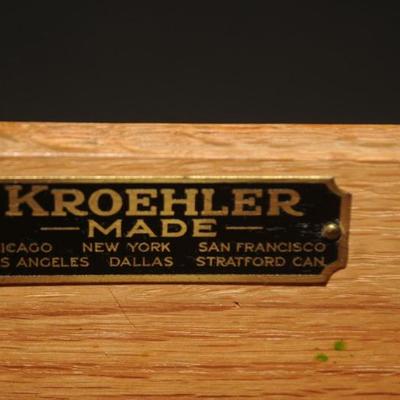 KROEHLER
— MADE —
ICAGO NEW YORK SAN FRANCISCO
S ANGELES DALLAS STRATFORD CAN.